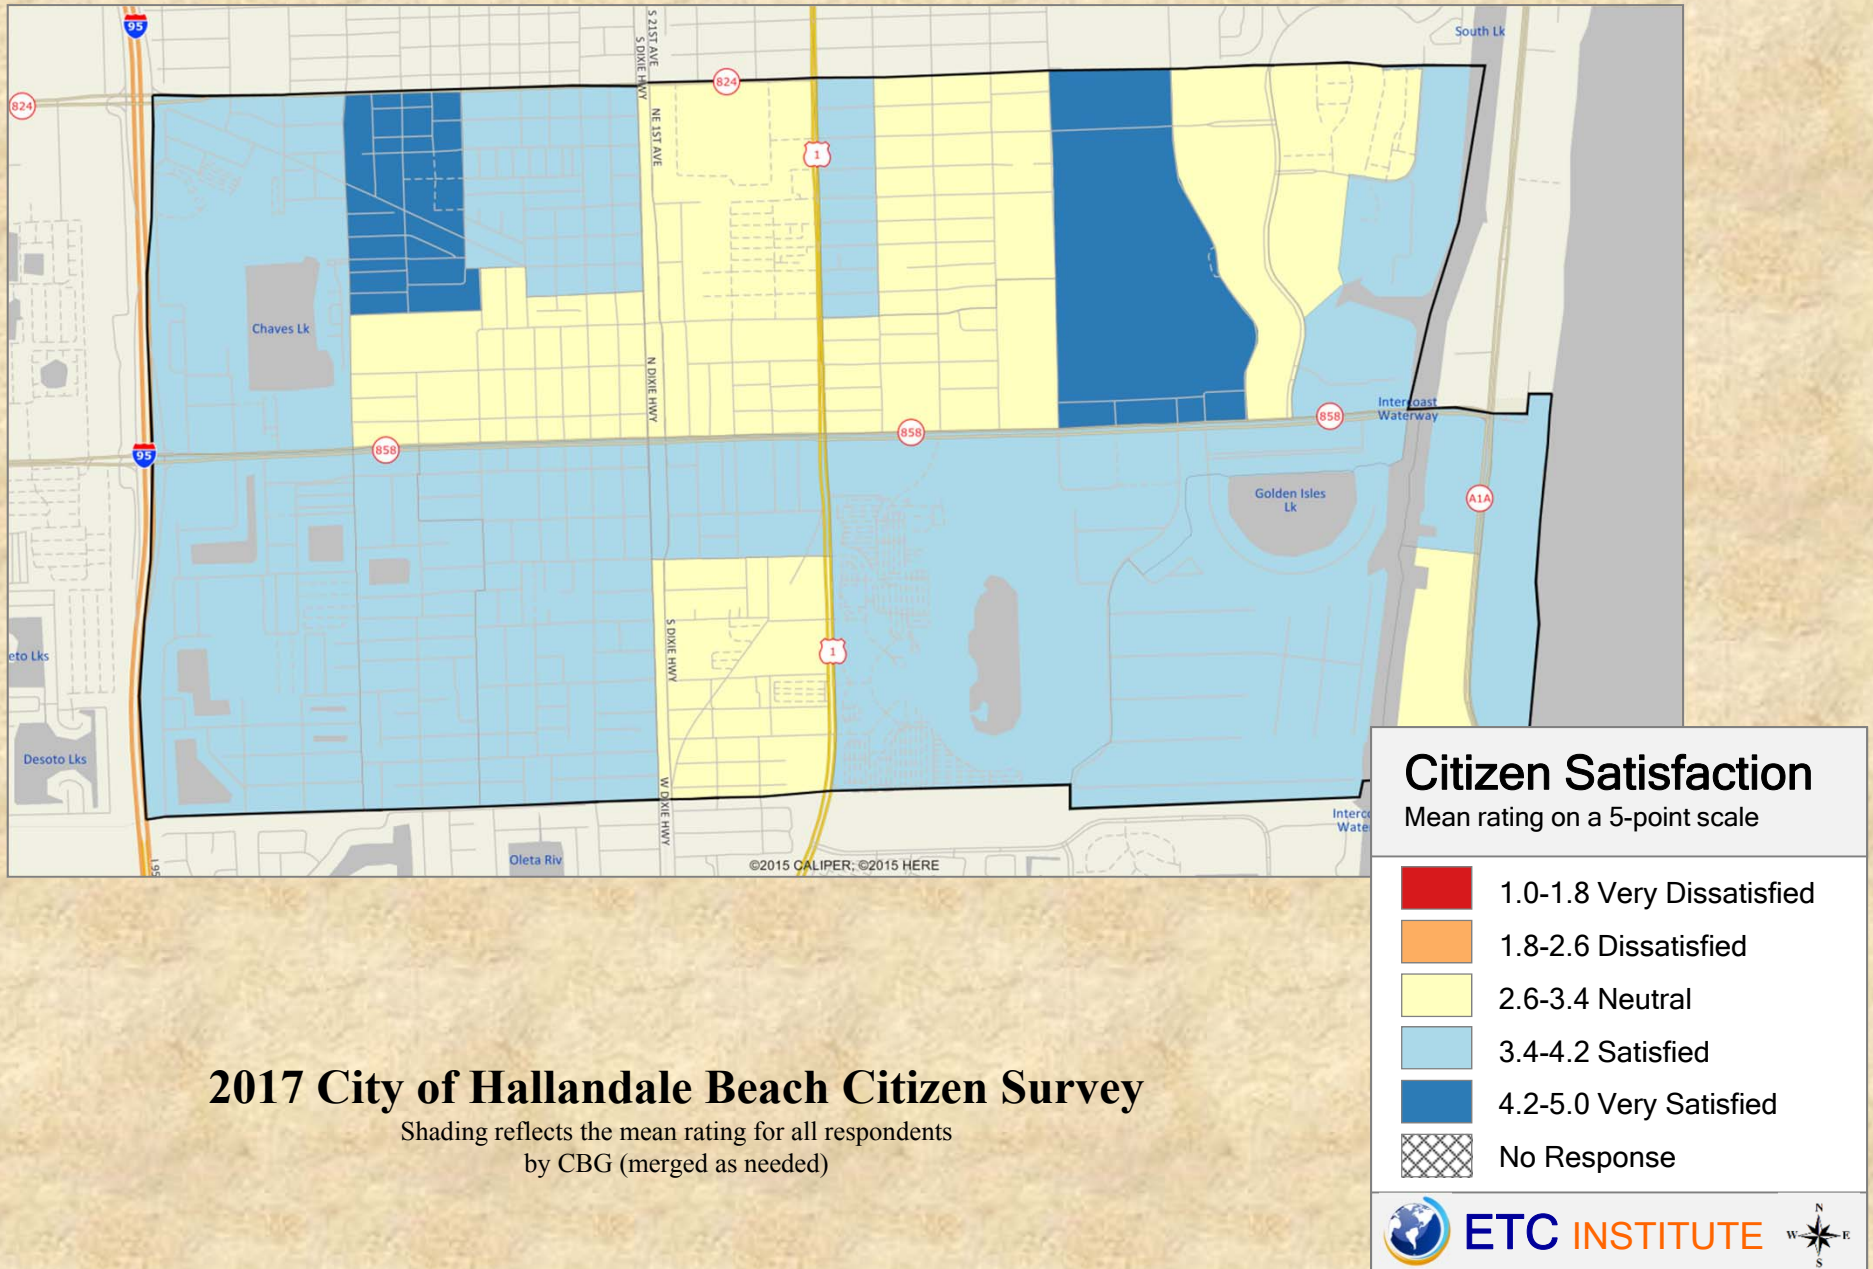 95
824
S 21ST AVE
S DIXIE HWY
824
South Lk
NE 1ST AVE
1
Chaves Lk
N DIXIE HWY
Intercoast
Waterway
858
858
858
95
Golden Isles
Lk
A1A
S DIXIE HWY
1
eto Lks
Desoto Lks
W DIXIE HWY
Oleta Riv
I 95
©2015 CALIPER; ©2015 HERE
Interco
Wate
Citizen Satisfaction
Mean rating on a 5-point scale
1.0-1.8 Very Dissatisfied
1.8-2.6 Dissatisfied
2.6-3.4 Neutral
3.4-4.2 Satisfied
4.2-5.0 Very Satisfied
No Response
2017 City of Hallandale Beach Citizen Survey
Shading reflects the mean rating for all respondents
by CBG (merged as needed)
ETC INSTITUTE
N
W E
S